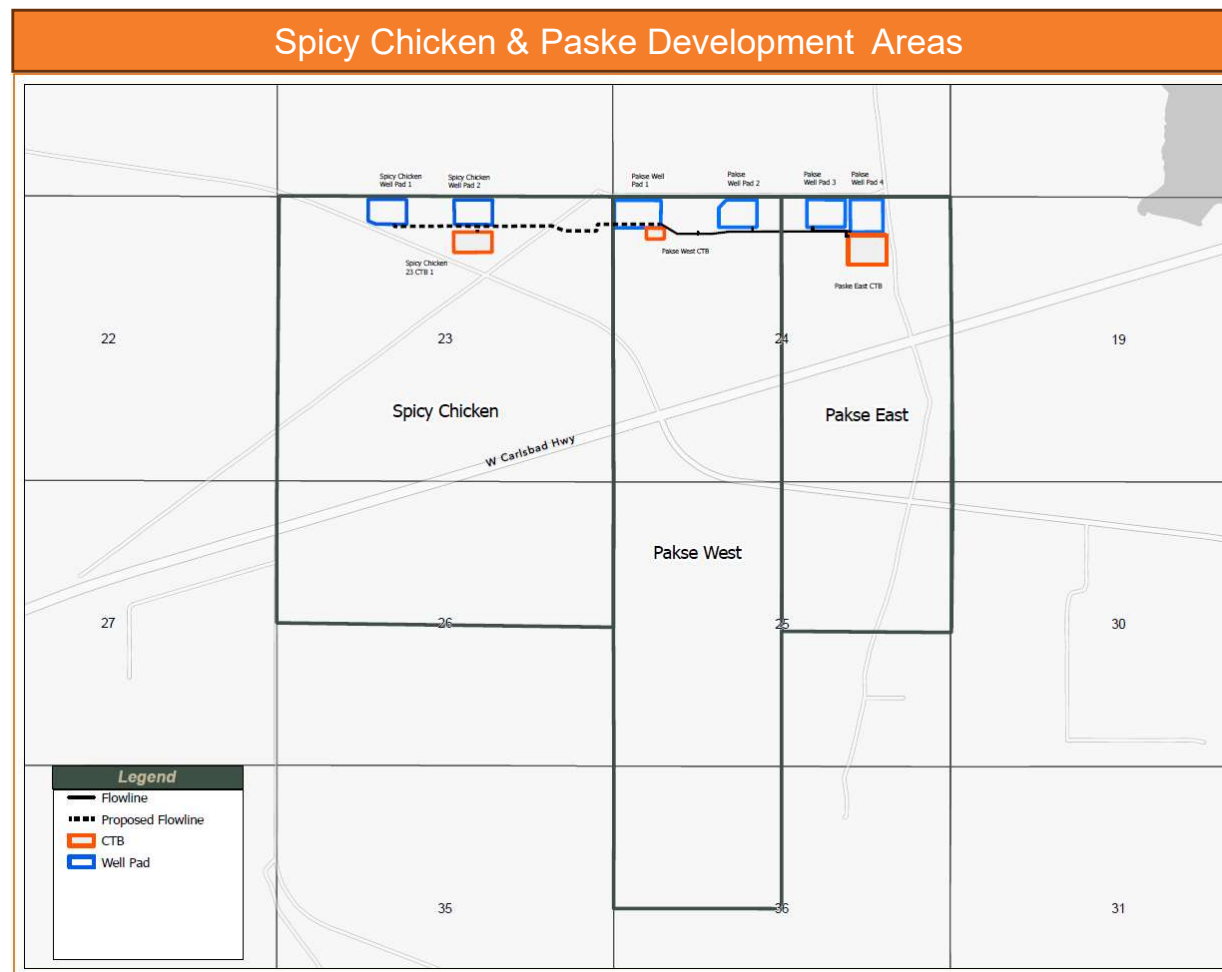 Spicy Chicken & Paske Development Areas
Spicy Chicken
Well Pad 1
Spicy Chicken
Well Pad 2
Pakse Well
Pad 1
Pakse
Well Pad 2
Pakse
Well Pad 3
Pakse
Well Pad 4
Spicy Chicken
23 CTB 1
Pakse West CTB
Paske East CTB
22
23
24
19
Spicy Chicken
Pakse East
W Carlsbad Hwy
Pakse West
27
26
25
30
Legend
Flowline
Proposed Flowline
CTB
Well Pad
35
36
31